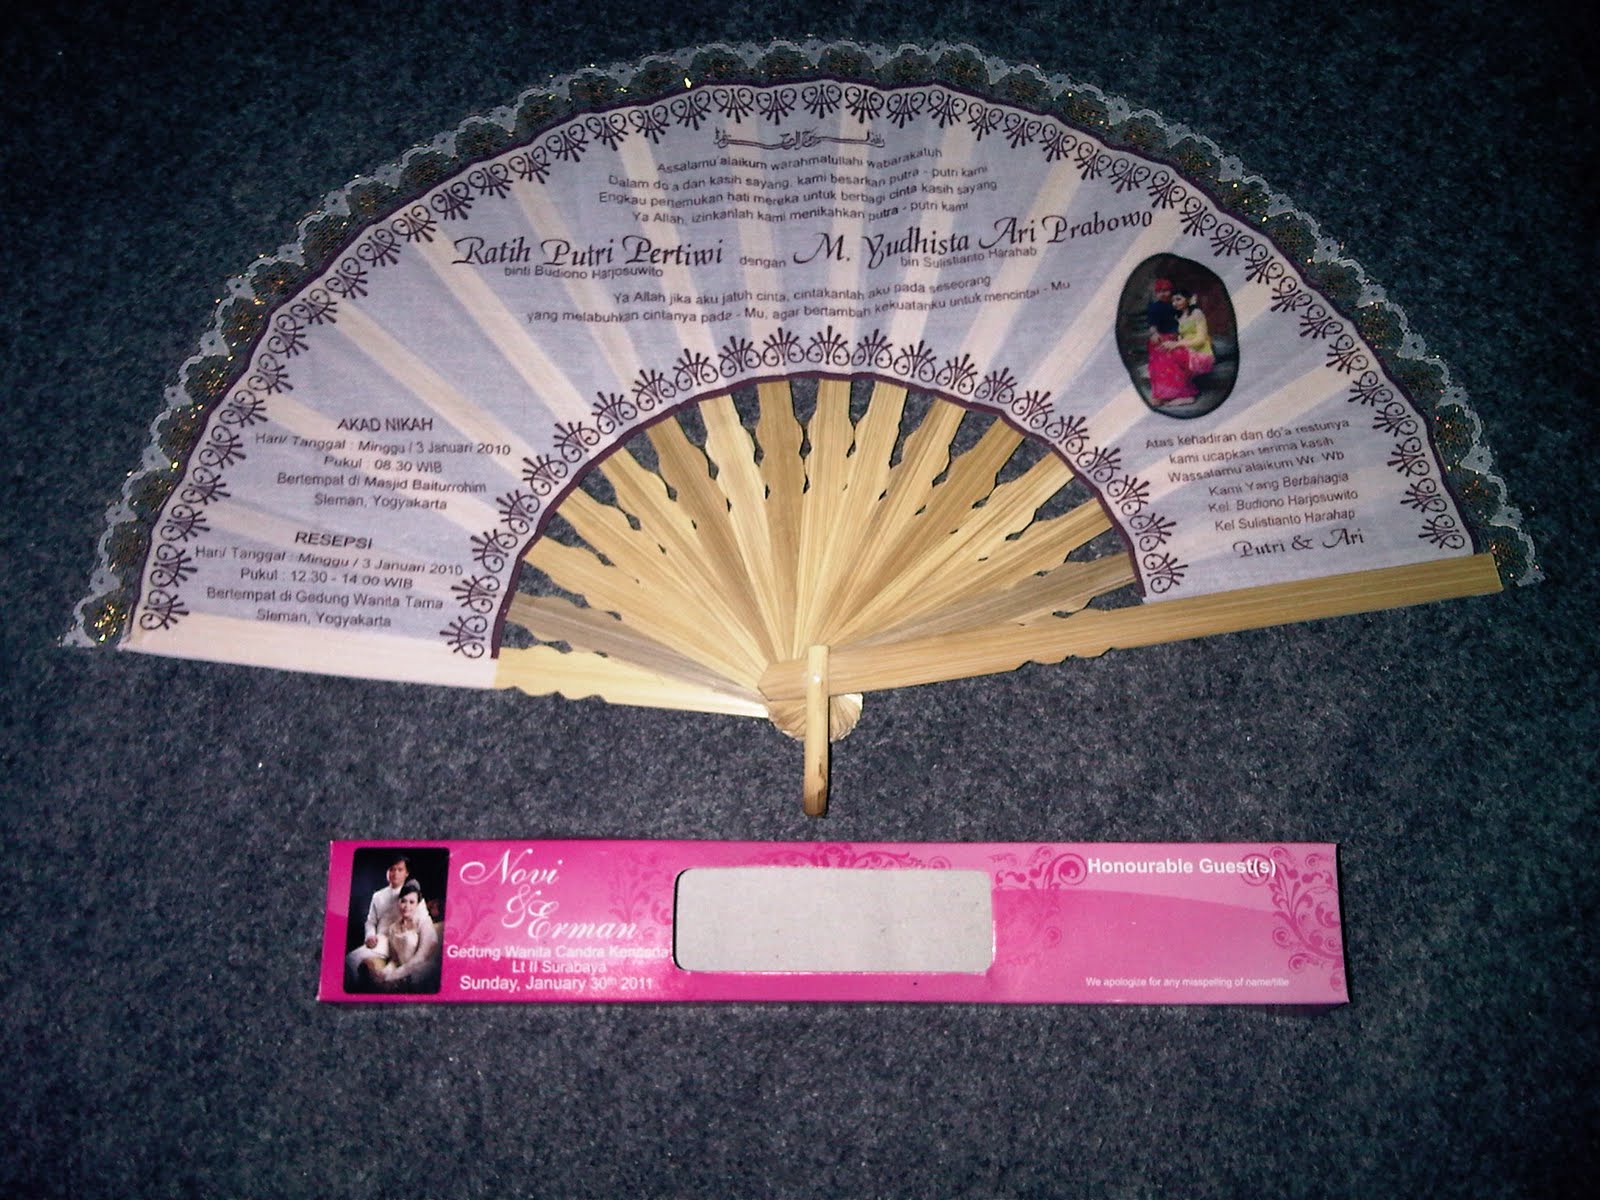 Assalamu'alaikum warahmatullahi wabarakatuh
Dalam do'a dan kasih sayang, kami besarkan putra - putri kami
Engkau pertemukan hati mereka untuk berbagi cinta kasih sayang
Ya Allah, izinkanlah kami menikahkan putra - putri kami
Ratih Putri Pertiwi dengan M. Yudhista Ari Prabowo
binti Budiono Harjosuwito
bin Sulistianto Harahab
Ya Allah jika aku jatuh cinta, cintakanlah aku pada seseorang
yang melabuhkan cintanya pada - Mu, agar bertambah kekuatanku untuk mencintai - Mu
AKAD NIKAH
Hari/ Tanggal : Minggu / 3 Januari 2010
Pukul : 08.30 WIB
Bertempat di Masjid Baiturrohim
Sleman, Yogyakarta
RESEPSI
Hari/ Tanggal : Minggu / 3 Januari 2010
Pukul : 12.30 - 14.00 WIB
Bertempat di Gedung Wanita Tama
Sleman, Yogyakarta
Atas kehadiran dan do'a restunya
kami ucapkan terima kasih
Wassalamu'alaikum Wr. Wb
Kami Yang Berbahagia
Kel. Budiono Harjosuwito
Kel Sulistianto Harahap
Putri & Ari
Novi
&
Erman
Gedung Wanita Candra
Lt II Surabaya
Sunday, January 30th 2011
Honourable Guest(s)
We apologize for any misspelling of name/title